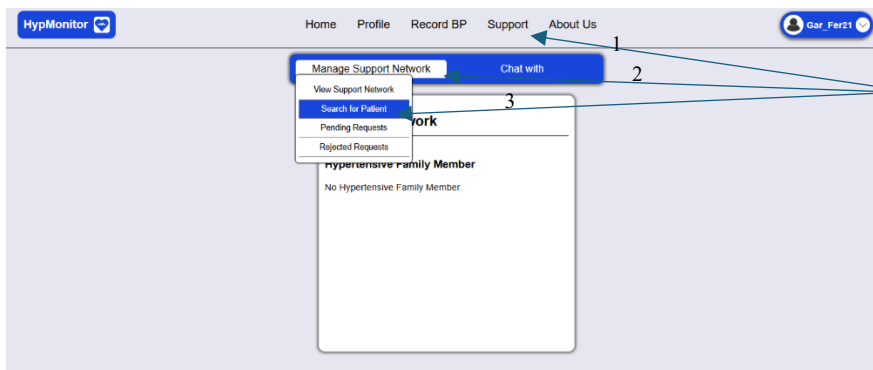 HypMonitor
Home Profile Record BP Support About Us
Gar_Fer21
1
Manage Support Network
Chat with
2
View Support Network
Search for Patient
3
Pending Requests
Rejected Requests
work
Hypertensive Family Member
No Hypertensive Family Member.